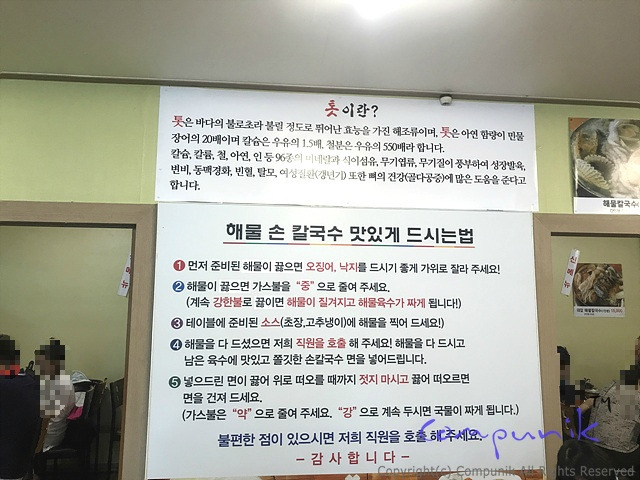 톳이란?
톳은 바다의 불로초라 불릴 정도로 뛰어난 효능을 가진 해조류이며, 톳은 아연 함량이 민물
장어의 20배이며 칼슘은 우유의 1.5배, 철분은 우유의 550배라 합니다.
칼슘, 칼륨, 철, 아연, 인 등 96종의 미네랄과 식이섬유, 무기염류, 무기질이 풍부하여 성장발육,
변비, 동맥경화, 빈혈, 탈모, 여성질환(갱년기) 또한 뼈의 건강(골다공증)에 많은 도움을 준다고
합니다.
해물칼국수
해물 손 칼국수 맛있게 드시는법
1 먼저 준비된 해물이 끓으면 오징어, 낙지를 드시기 좋게 가위로 잘라 주세요!
2 해물이 끓으면 가스불을 "중"으로 줄여 주세요.
(계속 강한불로 끓이면 해물이 질겨지고 해물육수가 짜게 됩니다!)
3 테이블에 준비된 소스(초장,고추냉이)에 해물을 찍어 드세요!)
4 해물을 다 드셨으면 저희 직원을 호출 해 주세요! 해물을 다 드시고
남은 육수에 맛있고 쫄깃한 손칼국수 면을 넣어드립니다.
5 넣으드린 면이 끓어 위로 떠오를 때까지 젓지 마시고 끓어 떠오르면
면을 건져 드세요.
(가스불은 "약"으로 줄여 주세요. "강"으로 계속 두시면 국물이 짜게 됩니다.)
불편한 점이 있으시면 저희 직원을 호출 해 주세요.
- 감사합니다 -
신메뉴
신메뉴
compunik
Copyright(c) Compunik All Rights Reserved